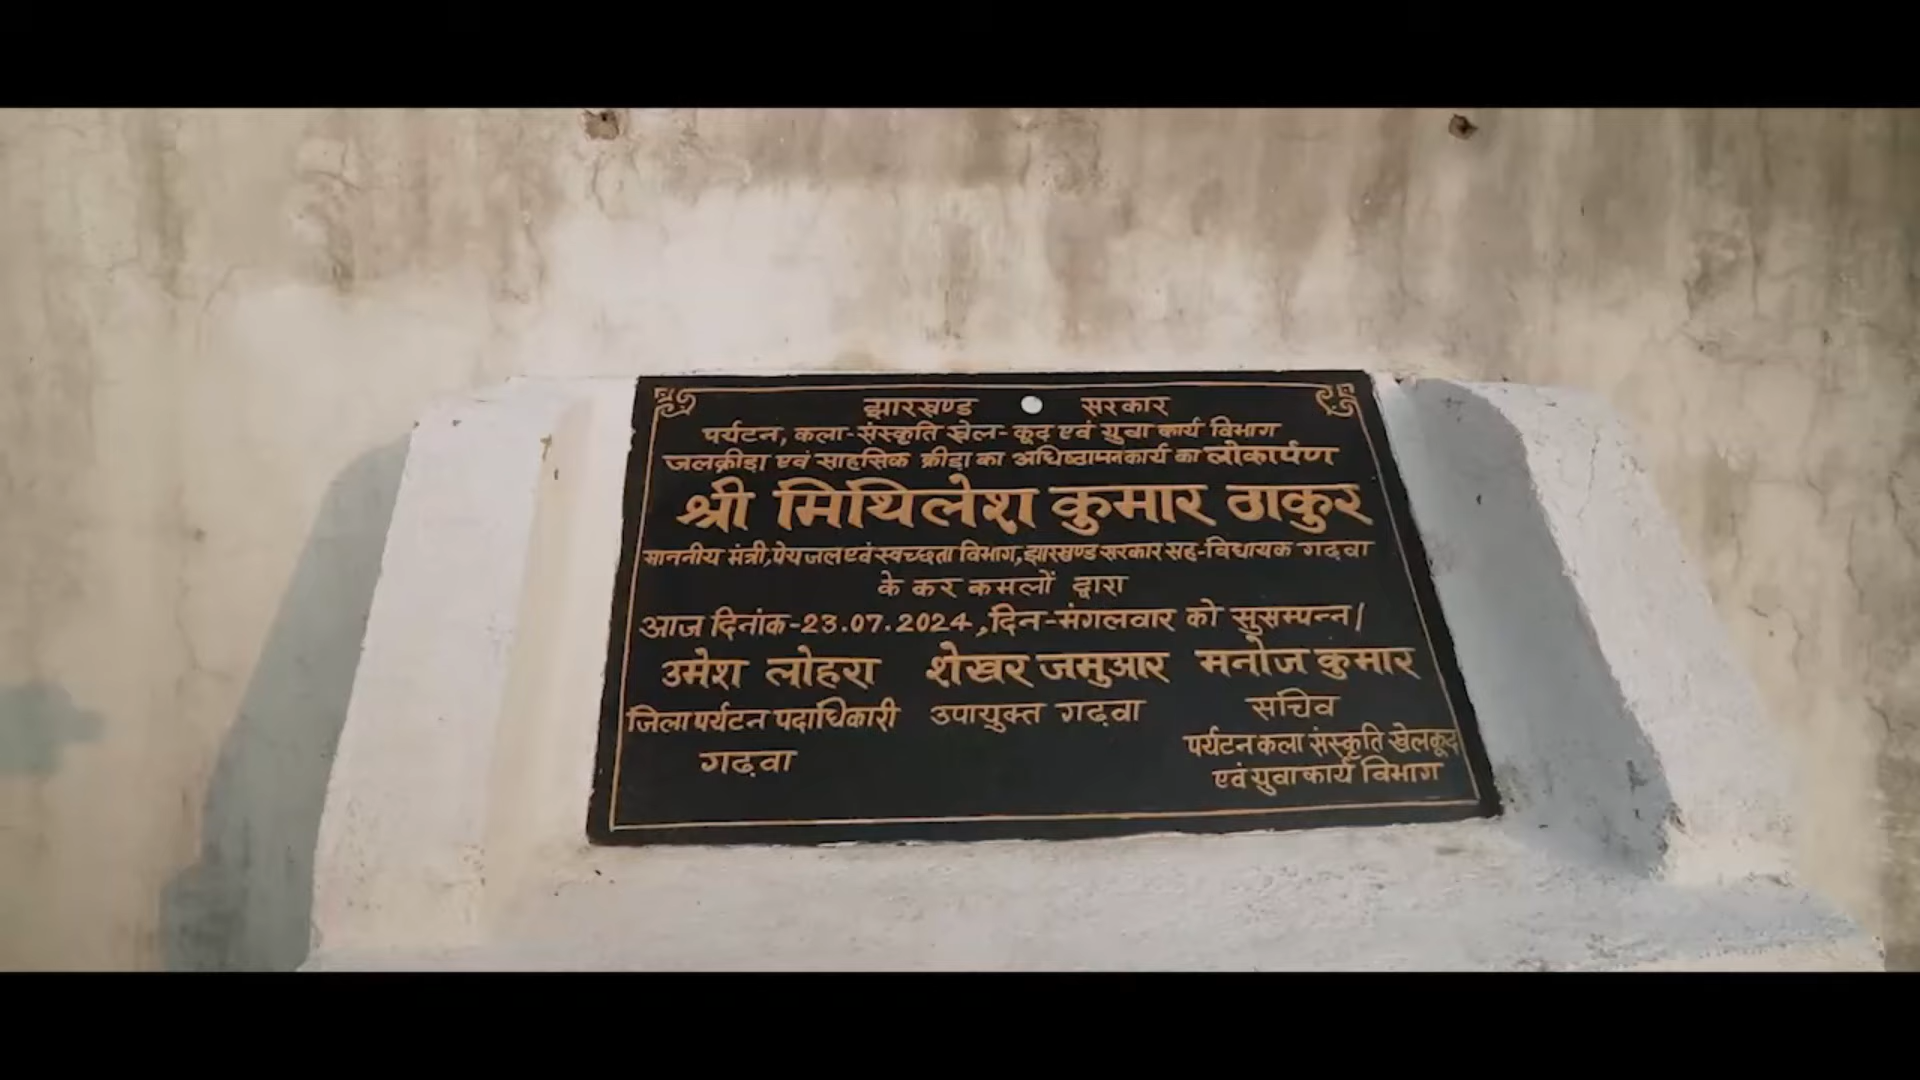 झारखण्ड सरकार
पर्यटन, कला-संस्कृति खेल-कूद एवं युवा कार्य विभाग
जलक्रीड़ा एवं साहसिक क्रीड़ा का अधिष्ठापन कार्य का लोकार्पण
श्री मिथिलेश कुमार ठाकुर
माननीय मंत्री, पेयजल एवं स्वच्छता विभाग, झारखण्ड सरकार सह-विधायक गढ़वा
के कर कमलों द्वारा
आज दिनांक-23.07.2024, दिन-मंगलवार को सुसम्पन्न।
उमेश लोहरा शेखर जमुआर मनोज कुमार
जिला पर्यटन पदाधिकारी उपायुक्त गढ़वा सचिव
गढ़वा पर्यटन कला संस्कृति खेलकूद
एवं युवा कार्य विभाग